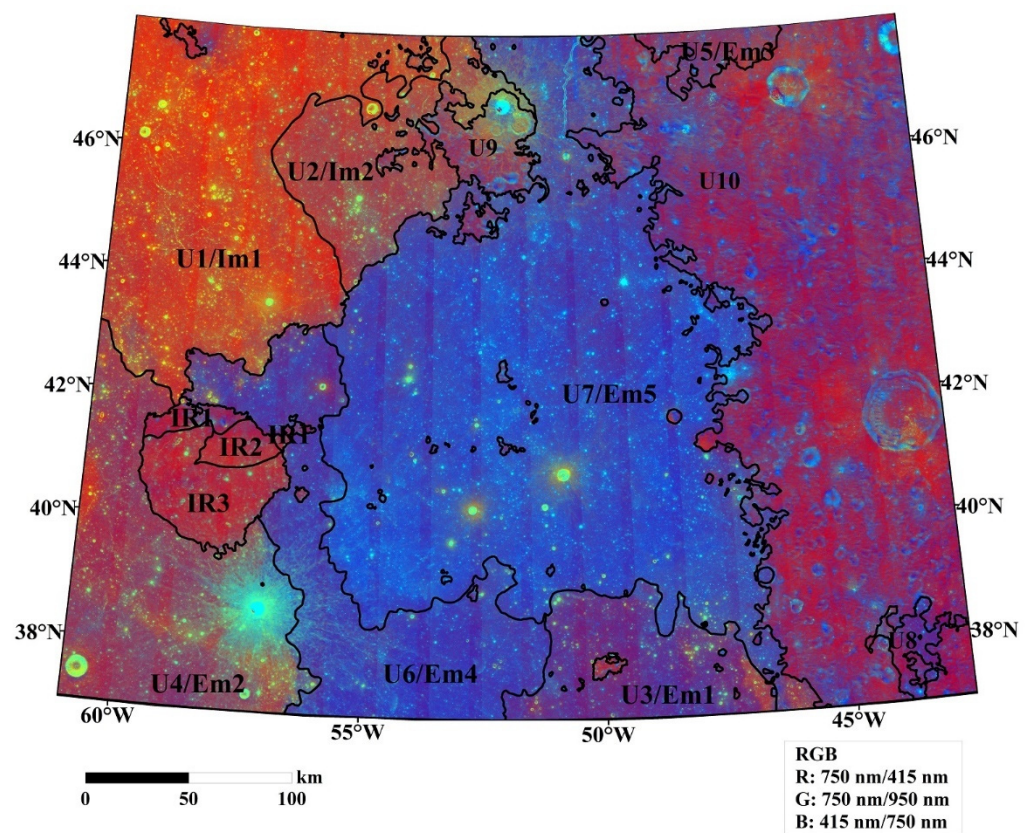 U5/Em3
46°N
46°N
U9
U2/Im2
U10
U1/Im1
44°N
44°N
42°N
42°N
U7/Em5
IR1
IR1
IR2
IR3
40°N
40°N
38°N
38°N
U8
U4/Em2
U6/Em4
U3/Em1
60°W
55°W
50°W
45°W
km
0
50
100
RGB
R: 750 nm/415 nm
G: 750 nm/950 nm
B: 415 nm/750 nm